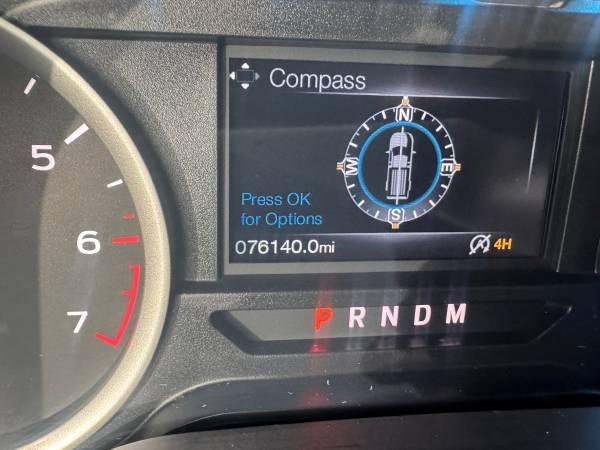 Compass
N
W E
S
Press OK
for Options
076140.0mi
4H
5
6
7
P R N D M